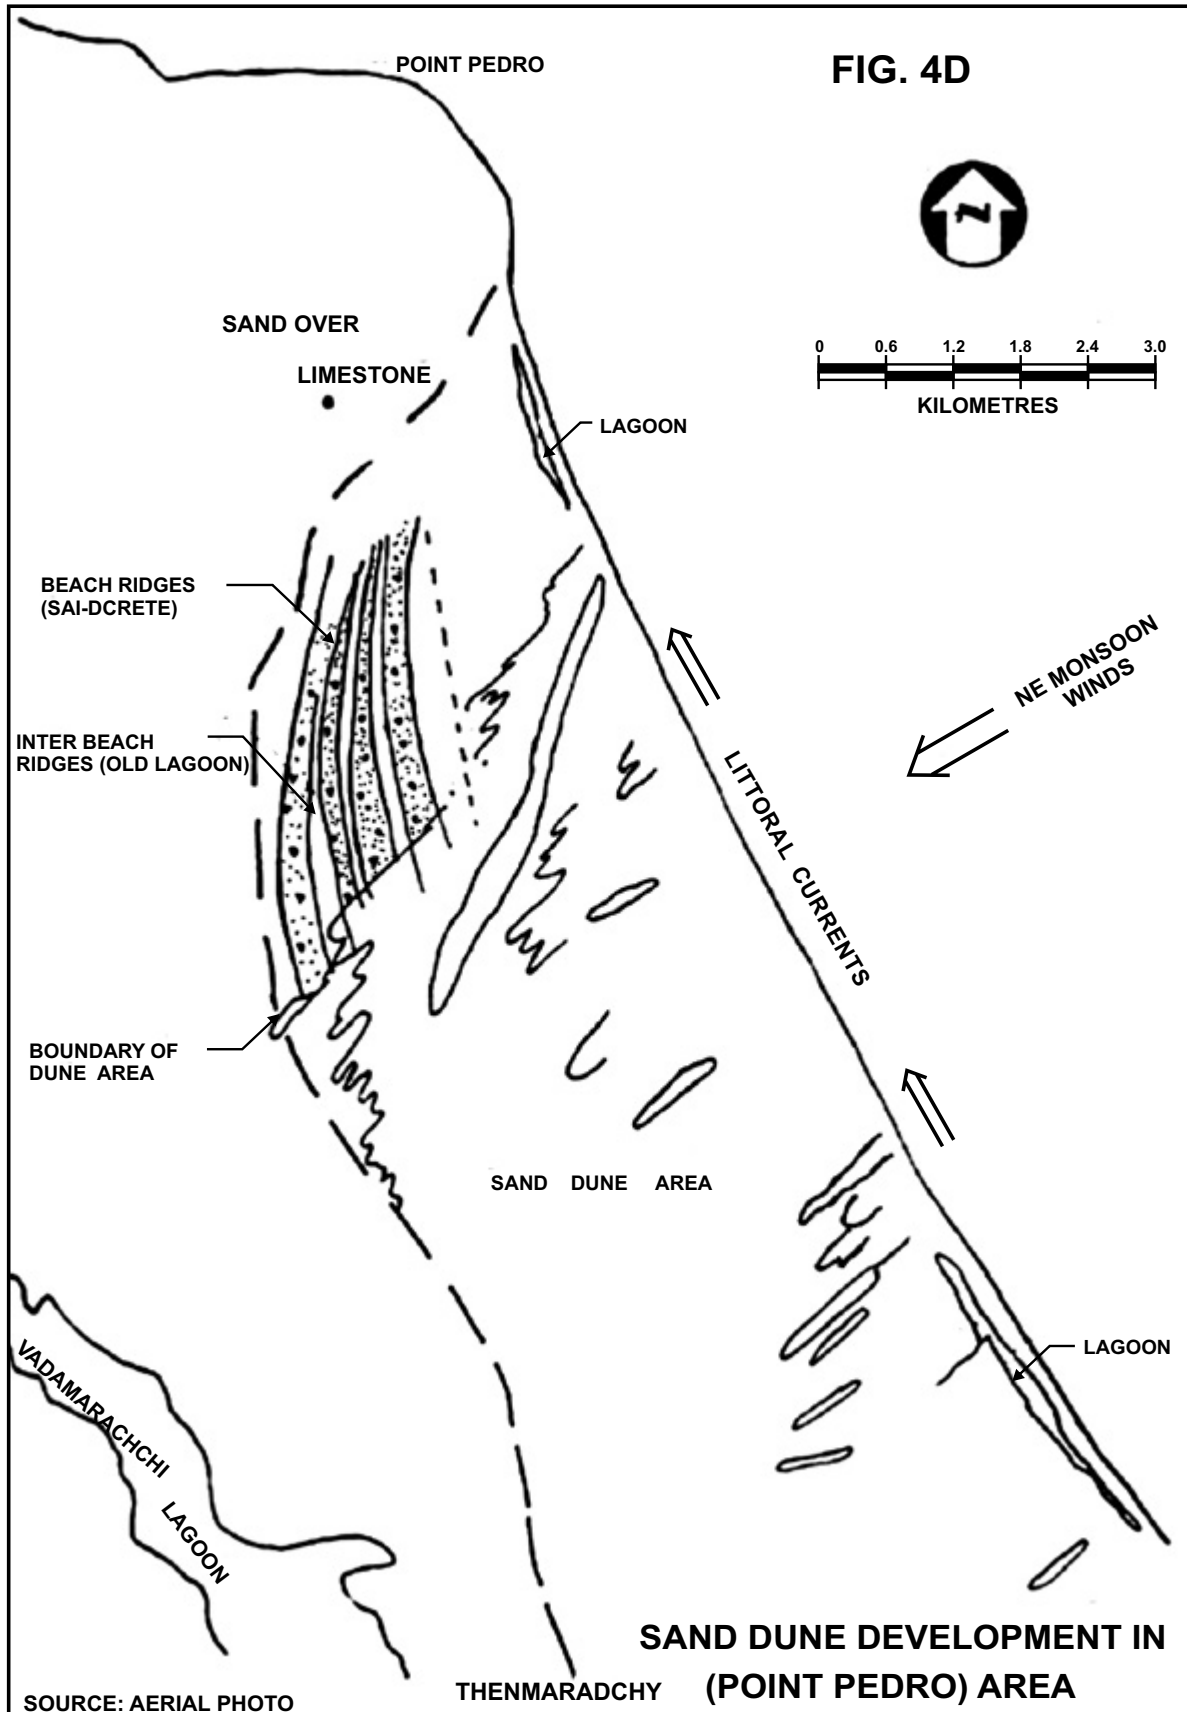 POINT PEDRO
FIG. 4D
N
SAND OVER
LIMESTONE
0 0.6 1.2 1.8 2.4 3.0
KILOMETRES
LAGOON
BEACH RIDGES
(SAI-DCRETE)
NE MONSOON
WINDS
INTER BEACH
RIDGES (OLD LAGOON)
LITTORAL CURRENTS
BOUNDARY OF
DUNE AREA
SAND DUNE AREA
LAGOON
VADAMARACHCHI
LAGOON
SAND DUNE DEVELOPMENT IN
(POINT PEDRO) AREA
THENMARADCHY
SOURCE: AERIAL PHOTO